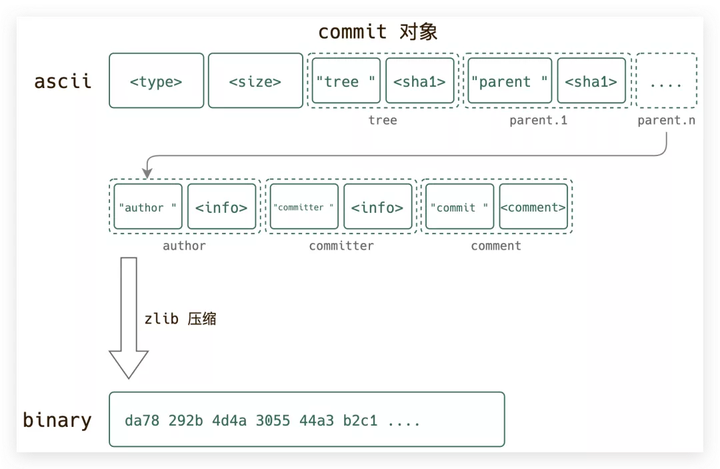 commit 对象
ascii <type> <size> "tree " <sha1> "parent " <sha1> ....
tree parent.1 parent.n
"author " <info> "committer " <info> "commit " <comment>
author committer comment
zlib 压缩
binary da78 292b 4d4a 3055 44a3 b2c1 ....